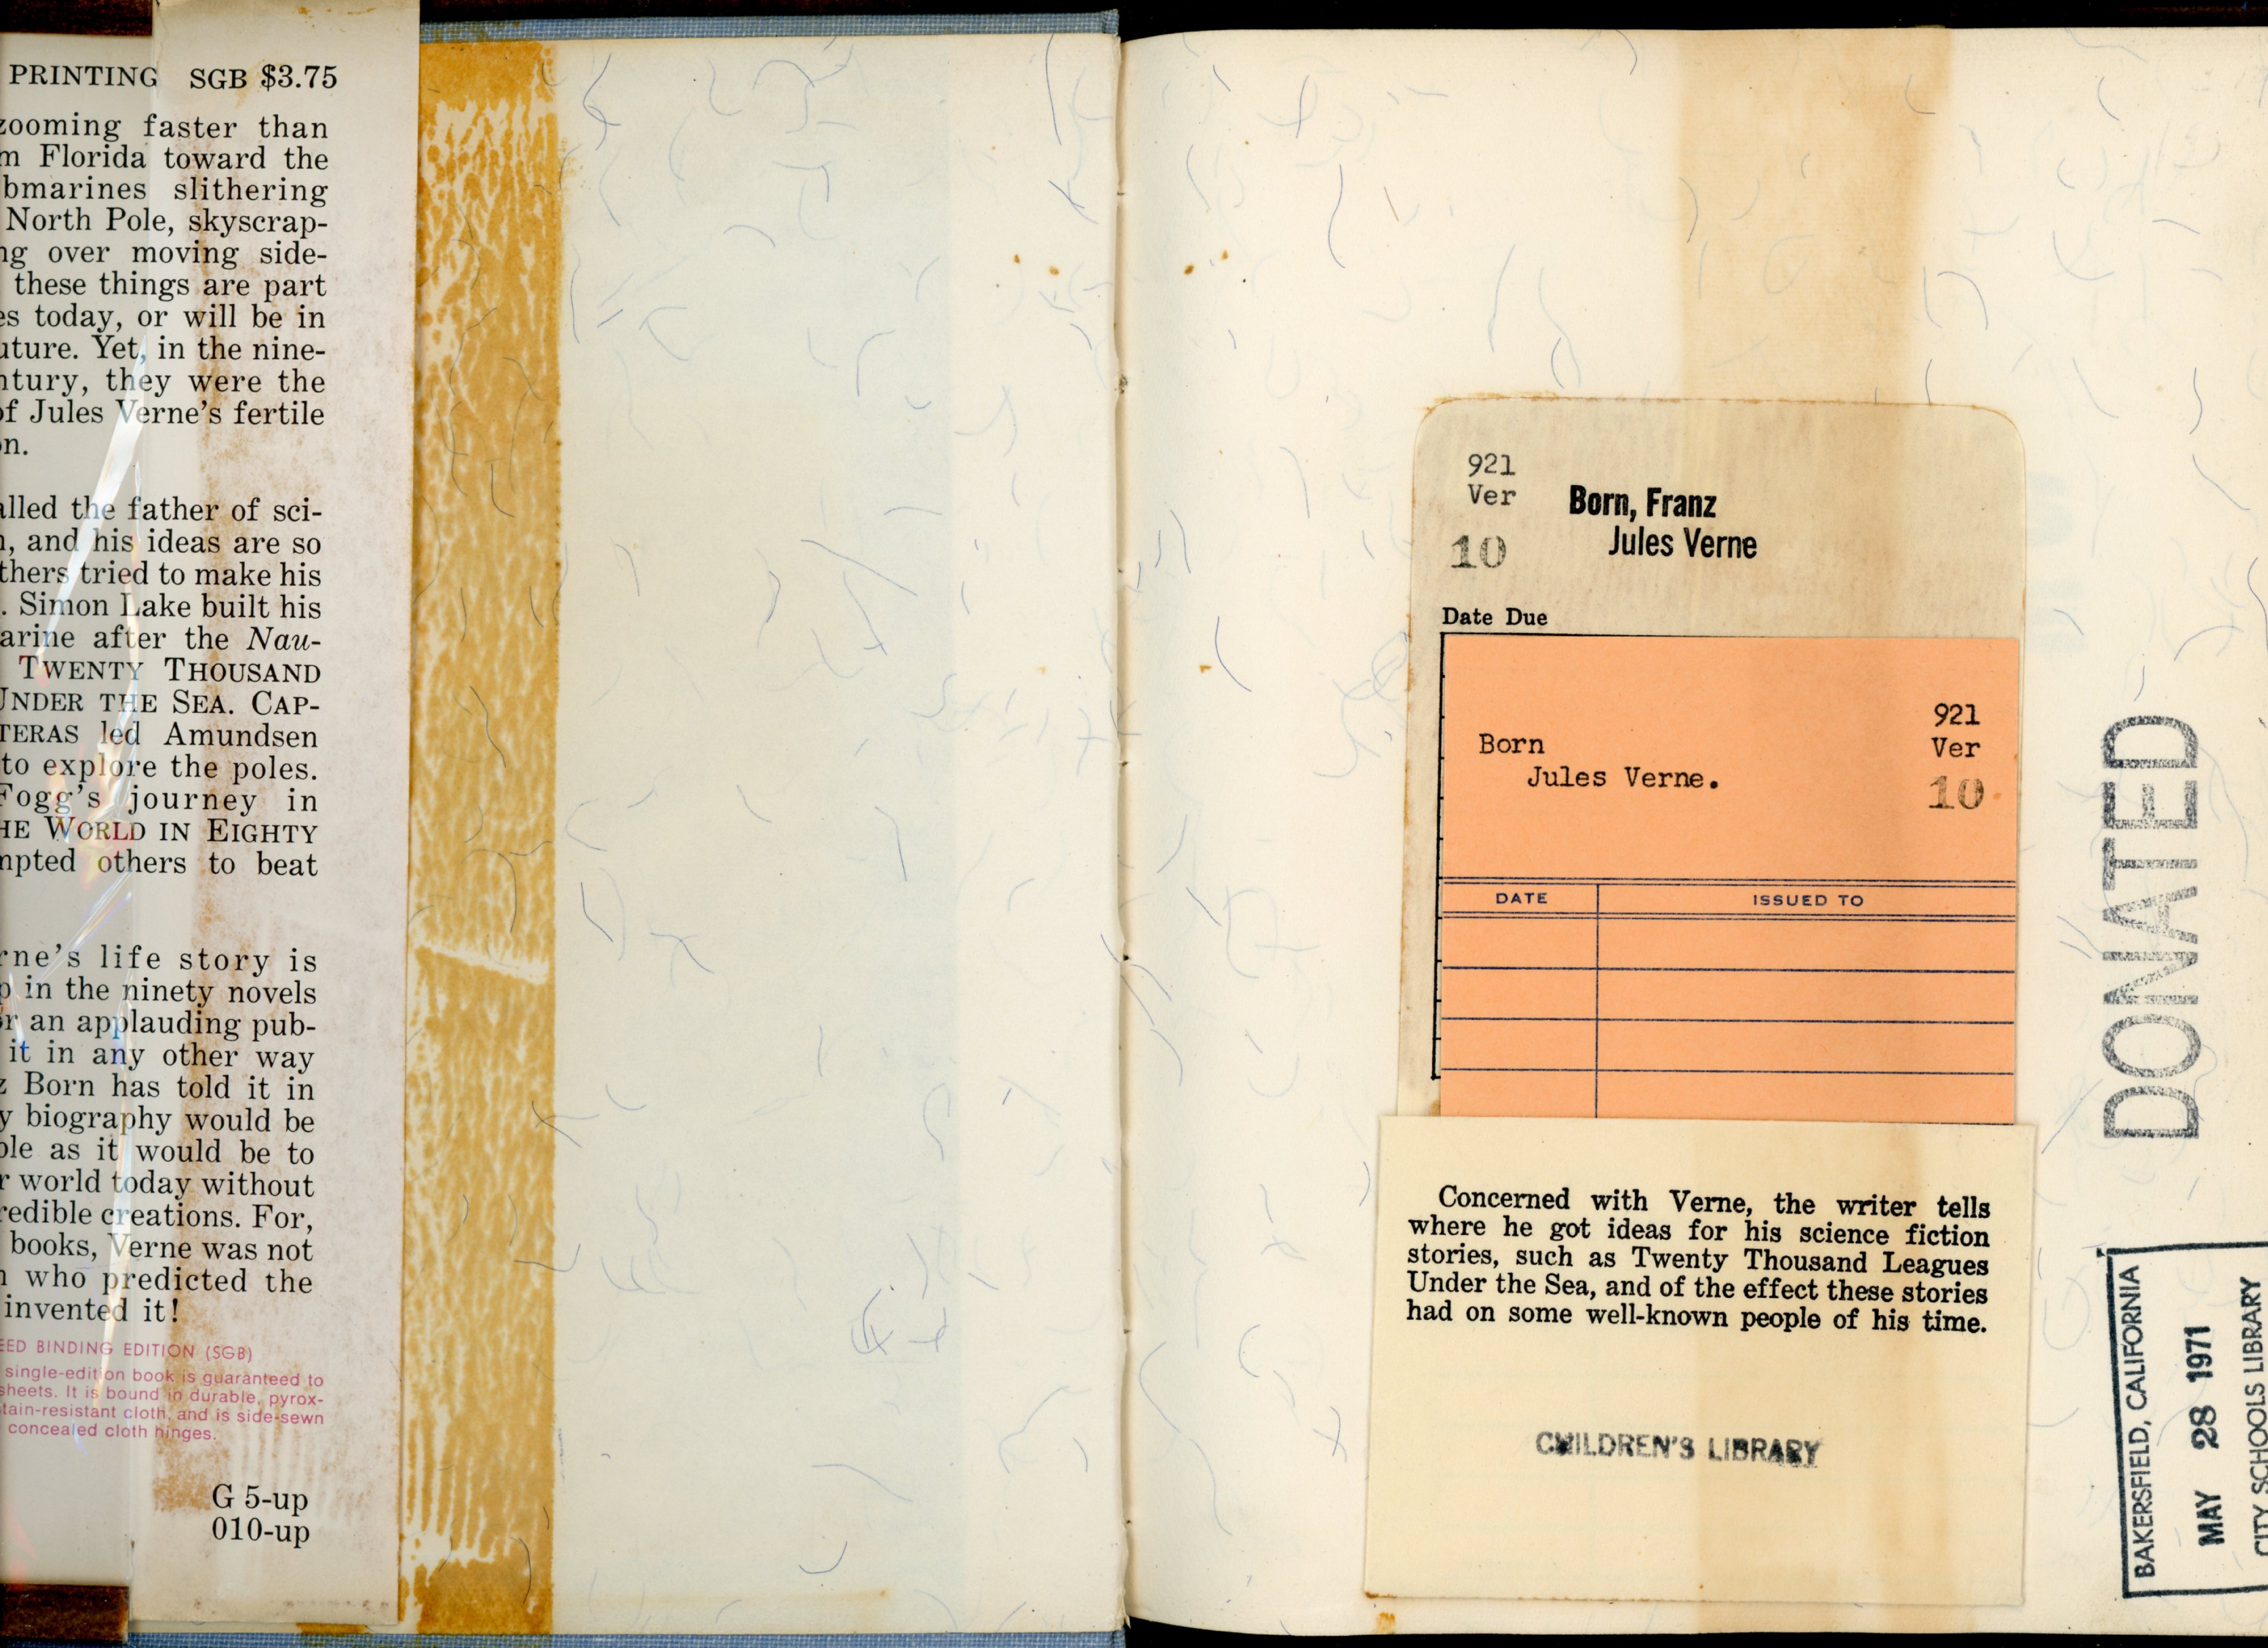 PRINTING SGB $3.75
zooming faster than
m Florida toward the
bmarines slithering
North Pole, skyscrap-
ng over moving side-
these things are part
es today, or will be in
uture. Yet, in the nine-
ntury, they were the
of Jules Verne's fertile
on.
alled the father of sci-
n, and his ideas are so
thers tried to make his
. Simon Lake built his
arine after the Nau-
TWENTY THOUSAND
UNDER THE SEA. CAP-
TERAS led Amundsen
to explore the poles.
Fogg's journey in
HE WORLD IN EIGHTY
mpted others to beat
rne's life story is
p in the ninety novels
or an applauding pub-
it in any other way
z Born has told it in
y biography would be
ble as it would be to
r world today without
redible creations. For,
books, Verne was not
n who predicted the
invented it!
EED BINDING EDITION (SGB)
single-edition book is guaranteed to
sheets. It is bound in durable, pyrox-
tain-resistant cloth, and is side-sewn
concealed cloth hinges.
G 5-up
010-up
921
Ver
10
Born, Franz
Jules Verne
Date Due
921
Born
Ver
Jules Verne.
10
DATE ISSUED TO
Concerned with Verne, the writer tells
where he got ideas for his science fiction
stories, such as Twenty Thousand Leagues
Under the Sea, and of the effect these stories
had on some well-known people of his time.
CHILDREN'S LIBRARY
DONATED
BAKERSFIELD, CALIFORNIA
MAY 28 1971
CITY SCHOOLS LIBRARY